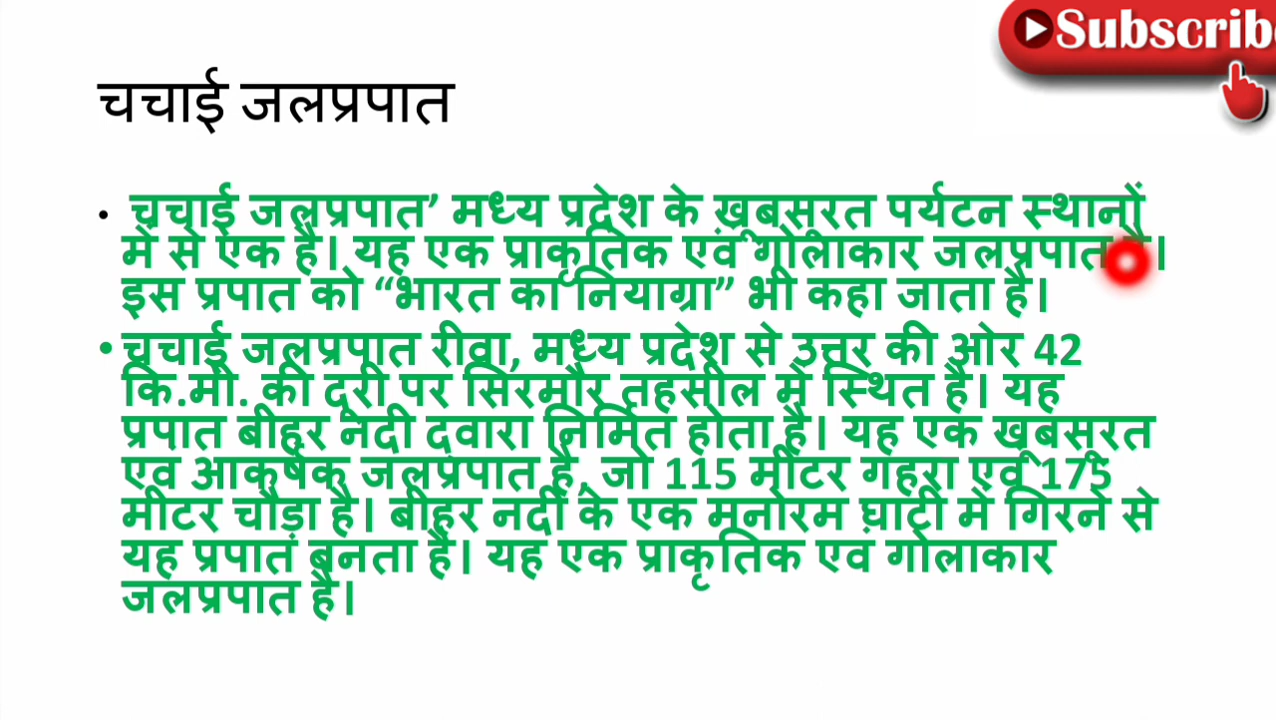 Subscribe
चचाई जलप्रपात
• चचाई जलप्रपात’ मध्य प्रदेश के ख़ूबसूरत पर्यटन स्थानों
में से एक है। यह एक प्राकृतिक एवं गोलाकार जलप्रपात है।
इस प्रपात को “भारत का नियाग्रा” भी कहा जाता है।
• चचाई जलप्रपात रीवा, मध्य प्रदेश से उत्तर की ओर 42
कि.मी. की दूरी पर सिरमौर तहसील में स्थित है। यह
प्रपात बीहर नदी द्वारा निर्मित होता है। यह एक खूबसूरत
एवं आकर्षक जलप्रपात है, जो 115 मीटर गहरा एवं 175
मीटर चौड़ा है। बीहर नदी के एक मनोरम घाटी में गिरने से
यह प्रपात बनता है। यह एक प्राकृतिक एवं गोलाकार
जलप्रपात है।